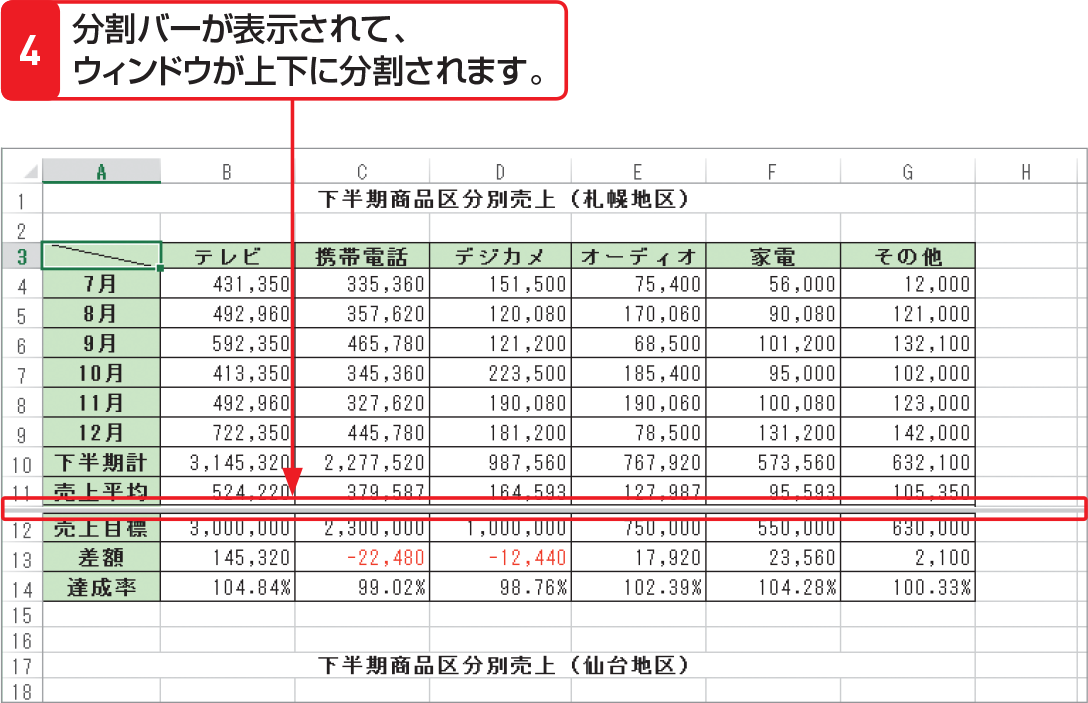 4
分割バーが表示されて、
ウィンドウが上下に分割されます。
A B C D E F G H
1 下半期商品区分別売上（札幌地区）
2
3 テレビ 携帯電話 デジカメ オーディオ 家電 その他
4 7月 431,350 335,360 151,500 75,400 56,000 12,000
5 8月 492,960 357,620 120,080 170,060 90,080 121,000
6 9月 592,350 465,780 121,200 68,500 101,200 132,100
7 10月 413,350 345,360 223,500 185,400 95,000 102,000
8 11月 492,960 327,620 190,080 190,060 100,080 123,000
9 12月 722,350 445,780 181,200 78,500 131,200 142,000
10 下半期計 3,145,320 2,277,520 987,560 767,920 573,560 632,100
11 売上平均 524,220 379,587 164,593 127,987 95,593 105,350
12 売上目標 3,000,000 2,300,000 1,000,000 750,000 550,000 630,000
13 差額 145,320 -22,480 -12,440 17,920 23,560 2,100
14 達成率 104.84% 99.02% 98.76% 102.39% 104.28% 100.33%
15
16
17 下半期商品区分別売上（仙台地区）
18